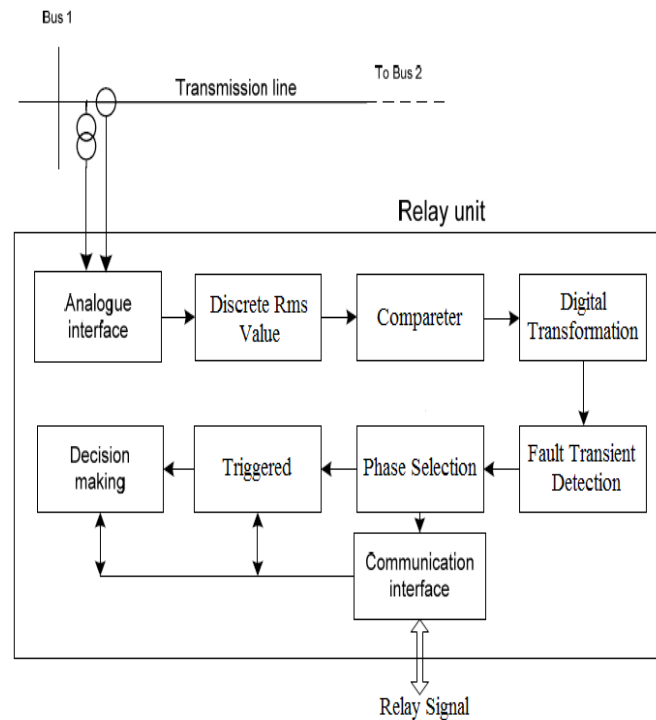 Bus 1
To Bus 2
Transmission line
Relay unit
Analogue
interface
Discrete Rms
Value
Compareter
Digital
Transformation
Decision
making
Triggered
Phase Selection
Fault Transient
Detection
Communication
interface
Relay Signal